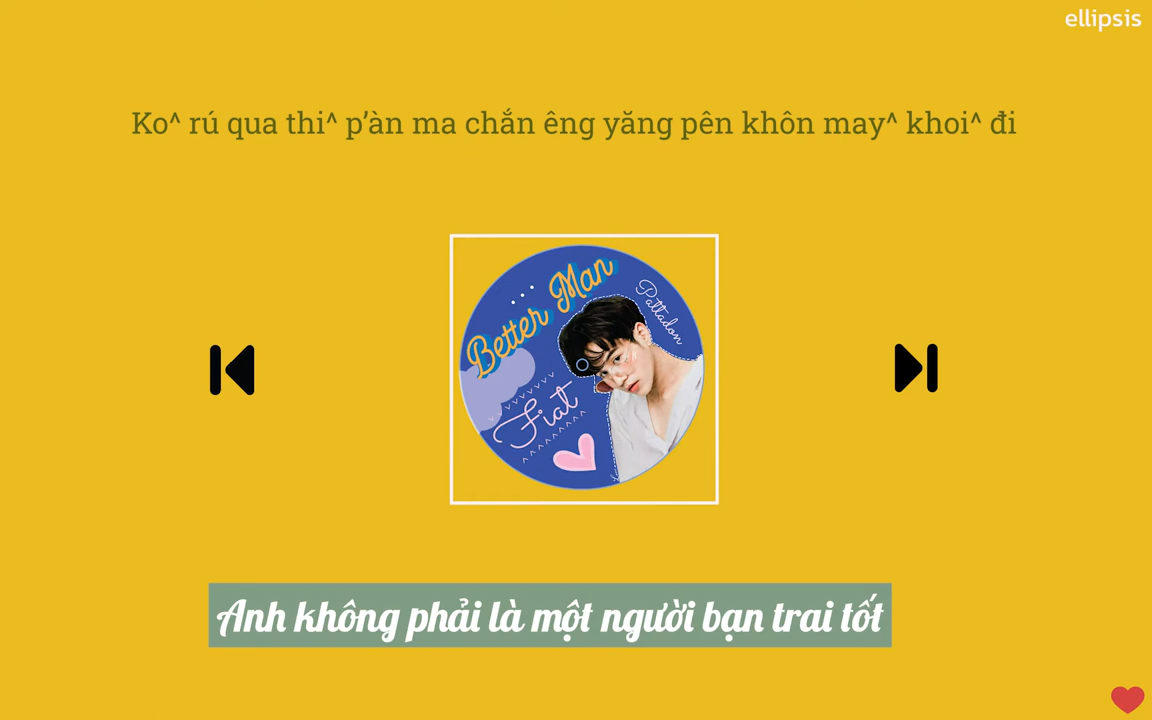 ellipsis
Ko^ rú qua thi^ p’àn ma chắn êng yăng pên khôn may^ khoi^ đi
Better Man
Pattadon
Fiat
Anh không phải là một người bạn trai tốt